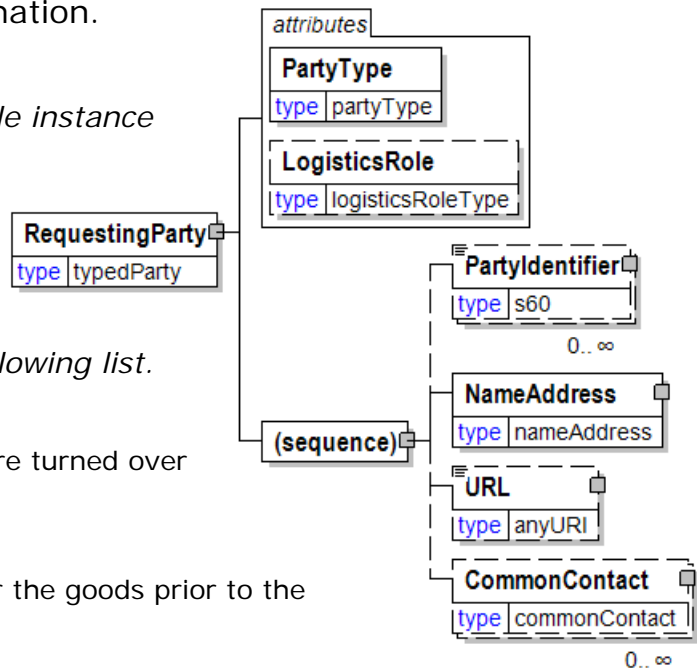 nation.
le instance
lowing list.
re turned over
r the goods prior to the
attributes
PartyType
type partyType
LogisticsRole
type logisticsRoleType
RequestingParty
type typedParty
(sequence)
PartyIdentifier
type s60
0.. ∞
NameAddress
type nameAddress
URL
type anyURI
CommonContact
type commonContact
0.. ∞